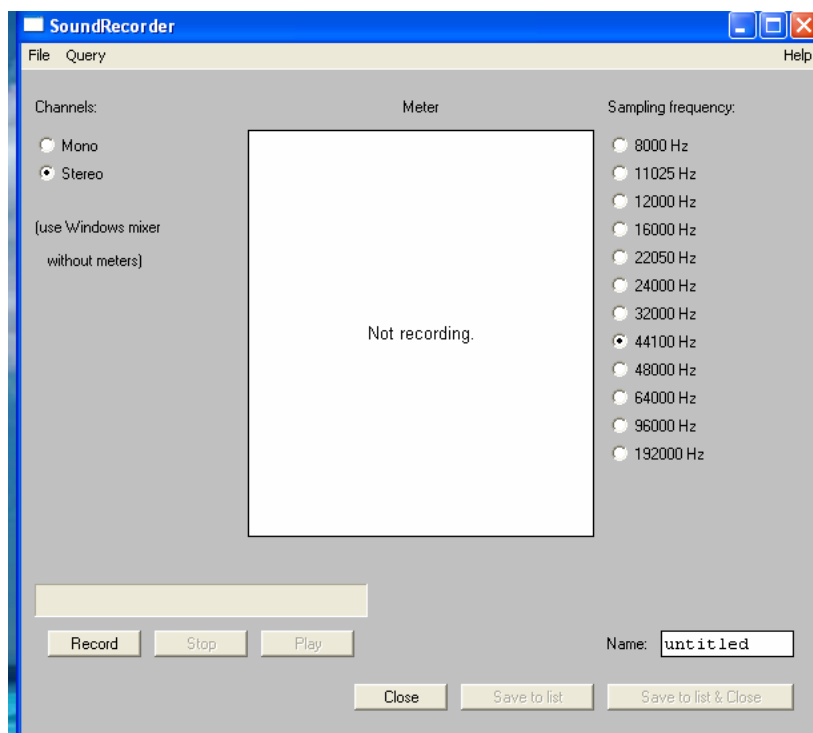 SoundRecorder
File Query Help
Channels:
Mono
Stereo
(use Windows mixer
without meters)
Meter
Not recording.
Sampling frequency:
8000 Hz
11025 Hz
12000 Hz
16000 Hz
22050 Hz
24000 Hz
32000 Hz
44100 Hz
48000 Hz
64000 Hz
96000 Hz
192000 Hz
Record Stop Play
Name: untitled
Close Save to list Save to list & Close